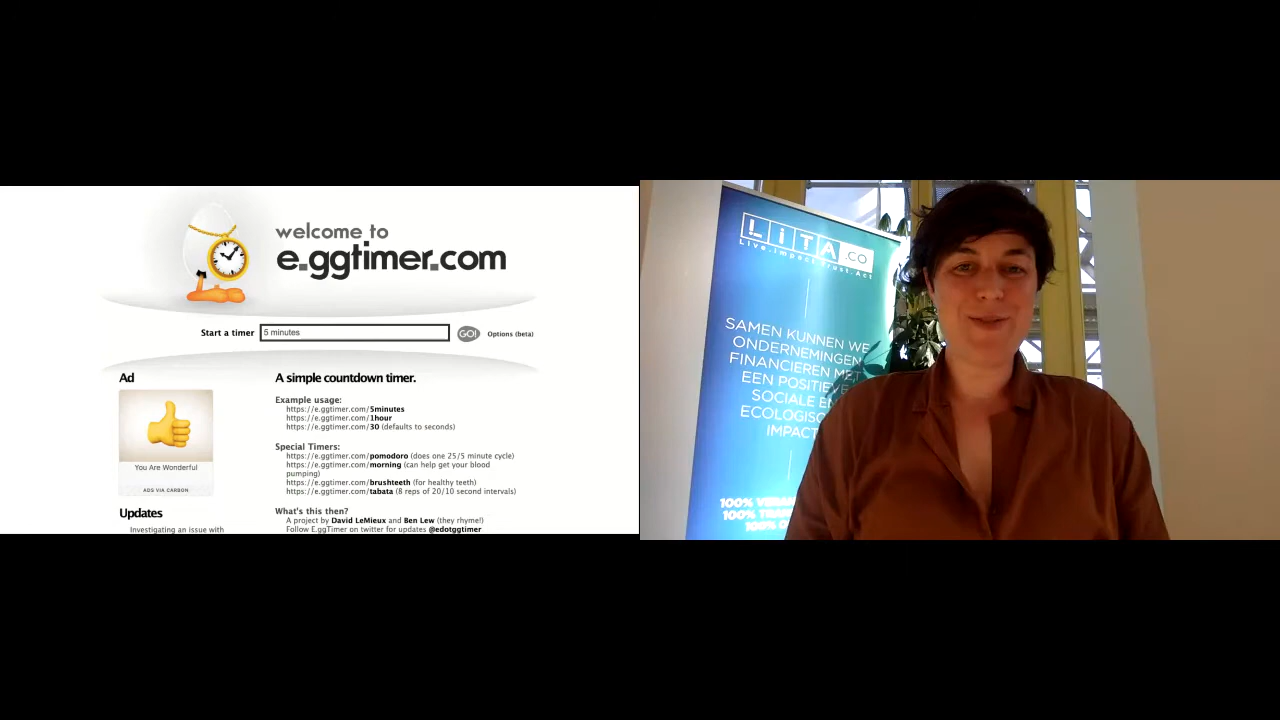 welcome to
e.ggtimer.com
Start a timer
5 minutes
GO!
Options (beta)
Ad
You Are Wonderful
ADS VIA CARBON
Updates
Investigating an issue with
A simple countdown timer.
Example usage:
https://e.ggtimer.com/5minutes
https://e.ggtimer.com/1hour
https://e.ggtimer.com/30 (defaults to seconds)
Special Timers:
https://e.ggtimer.com/pomodoro (does one 25/5 minute cycle)
https://e.ggtimer.com/morning (can help get your blood
pumping)
https://e.ggtimer.com/brushteeth (for healthy teeth)
https://e.ggtimer.com/tabata (8 reps of 20/10 second intervals)
What's this then?
A project by David LeMieux and Ben Lew (they rhyme!)
Follow E.ggTimer on twitter for updates @edotggtimer
LiTA.CO
Live.Impact.Trust.Act
SAMEN KUNNEN WE
ONDERNEMINGEN
FINANCIEREN MET
EEN POSITIEVE
SOCIALE EN
ECOLOGISC
IMPACT
100%
100%
100%